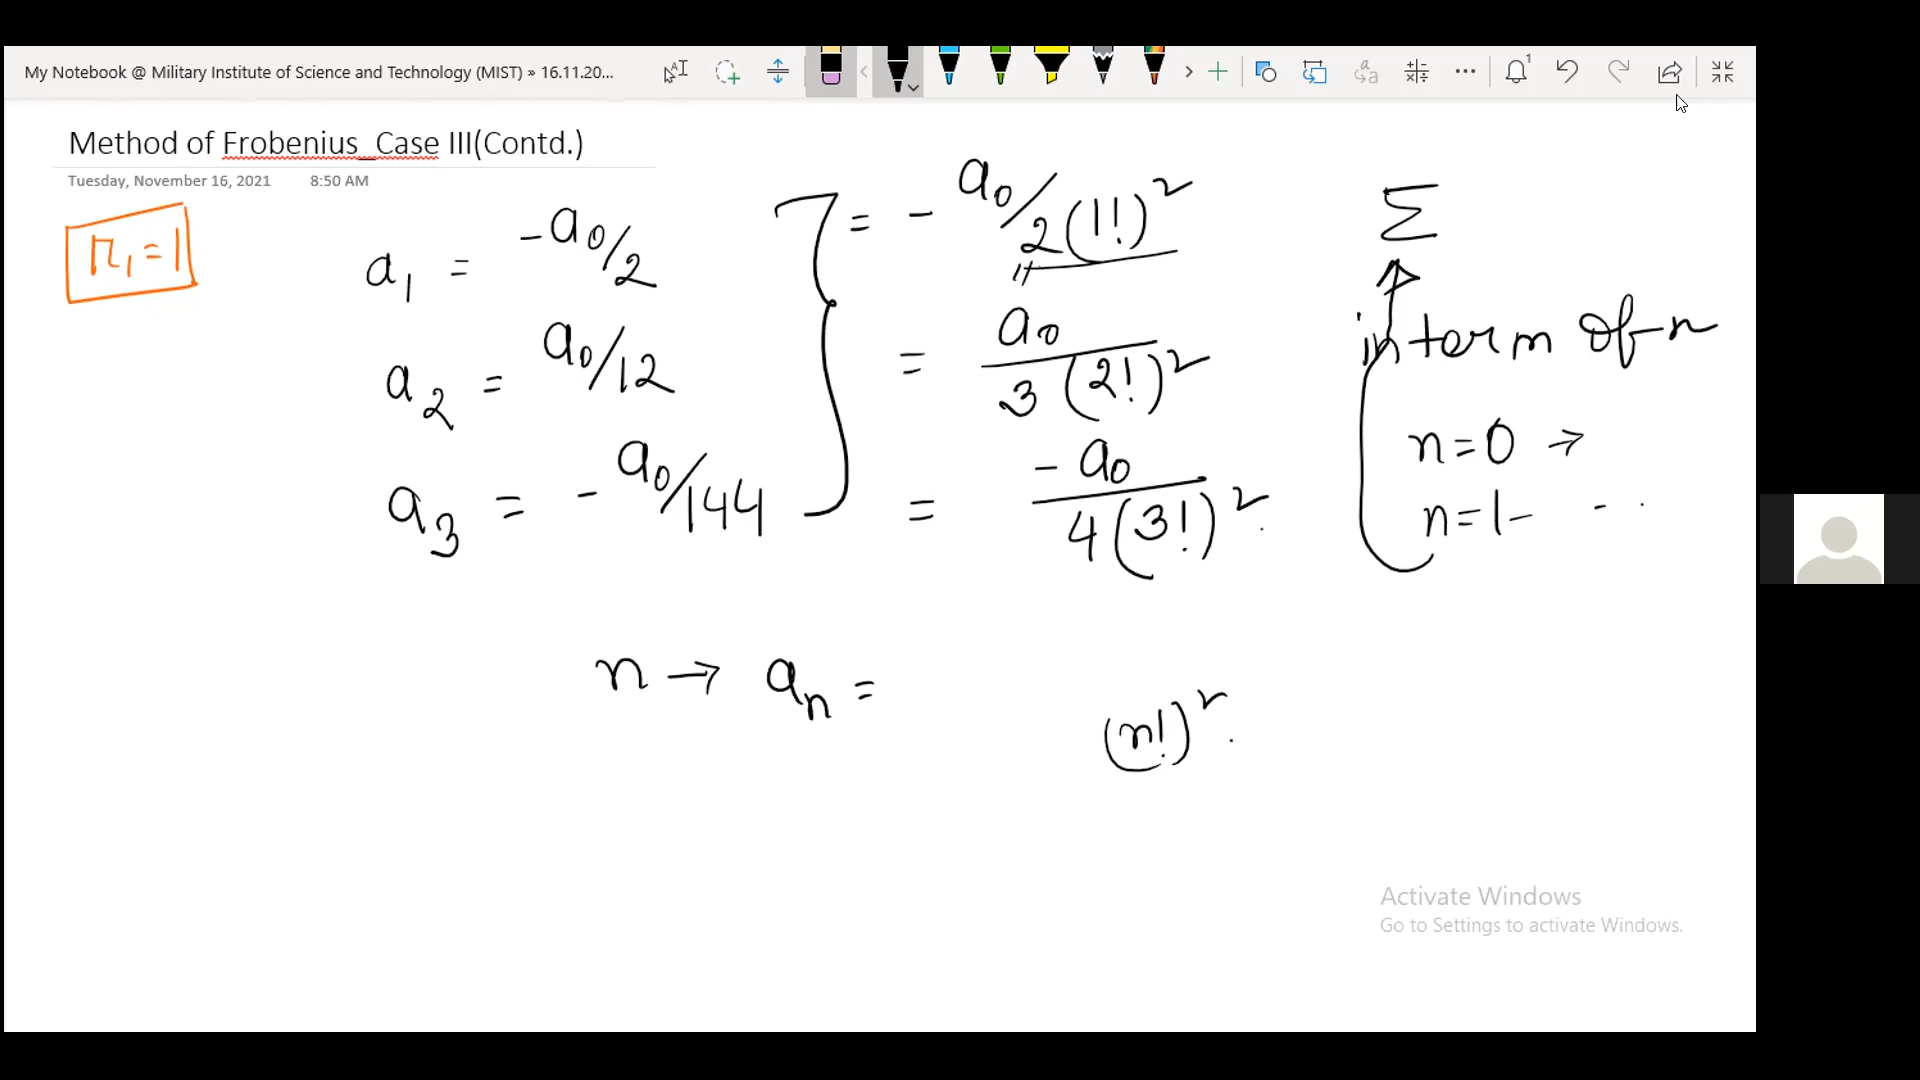 My Notebook @ Military Institute of Science and Technology (MIST) » 16.11.20...
Method of Frobenius_Case III(Contd.)
Tuesday, November 16, 2021 8:50 AM
r₁ = 1
a₁ = -a₀/2 = - a₀/2(1!)²
a₂ = a₀/12 = a₀/3(2!)²
a₃ = - a₀/144 = -a₀/4(3!)²
Σ
in term of n
n=0 →
n=1-  - .
n → aₙ =  (n!)².
Activate Windows
Go to Settings to activate Windows.